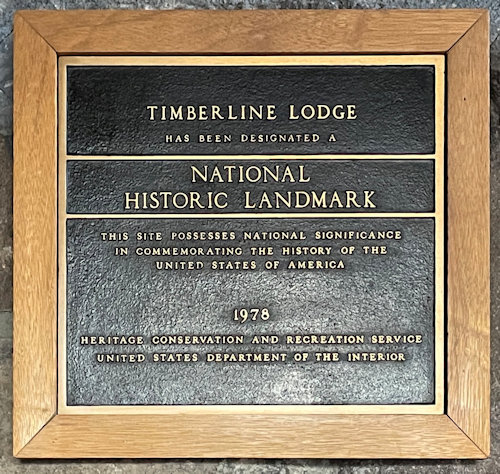 TIMBERLINE LODGE
HAS BEEN DESIGNATED A
NATIONAL
HISTORIC LANDMARK
THIS SITE POSSESSES NATIONAL SIGNIFICANCE
IN COMMEMORATING THE HISTORY OF THE
UNITED STATES OF AMERICA
1978
HERITAGE CONSERVATION AND RECREATION SERVICE
UNITED STATES DEPARTMENT OF THE INTERIOR